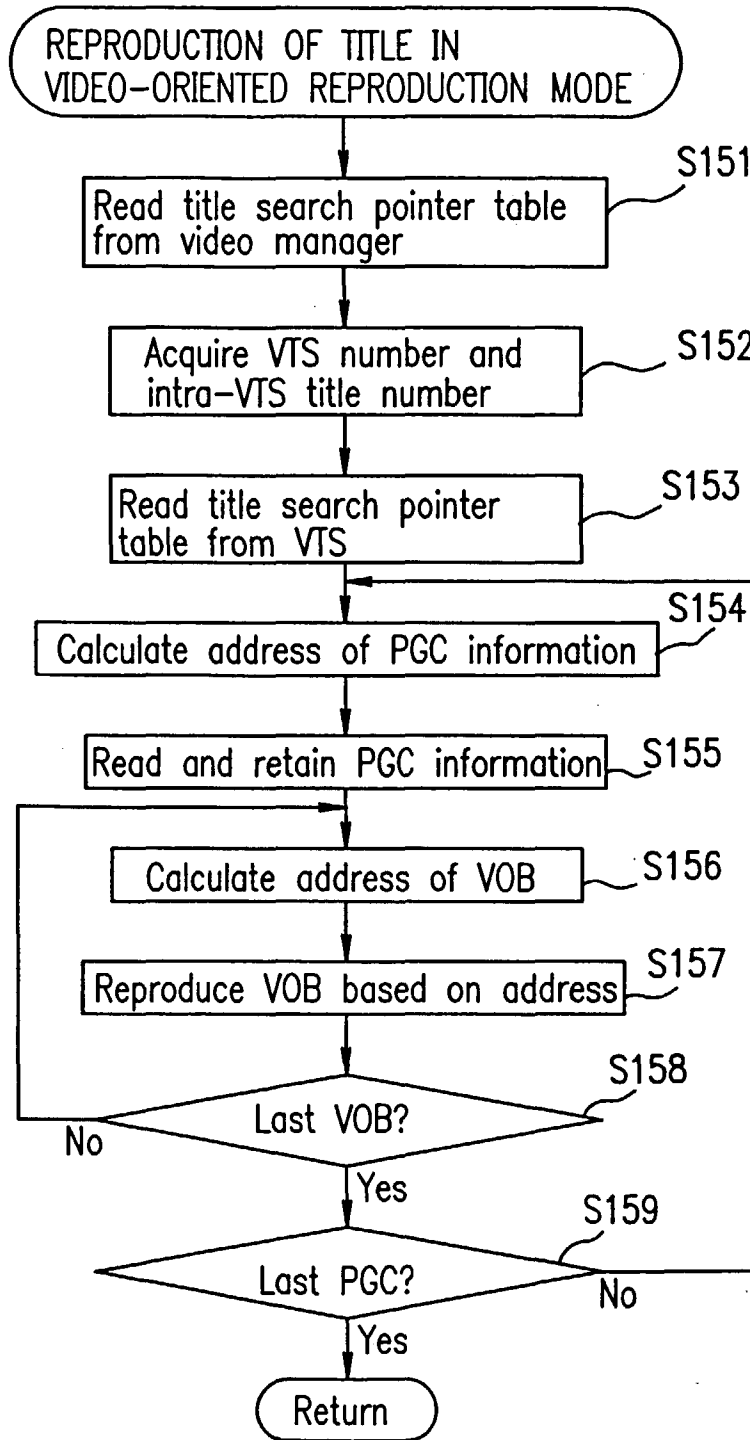 REPRODUCTION OF TITLE IN
VIDEO-ORIENTED REPRODUCTION MODE
S151
Read title search pointer table
from video manager
S152
Acquire VTS number and
intra-VTS title number
S153
Read title search pointer
table from VTS
S154
Calculate address of PGC information
Read and retain PGC information
S155
Calculate address of VOB
S156
Reproduce VOB based on address
S157
S158
Last VOB?
No
Yes
S159
Last PGC?
No
Yes
Return